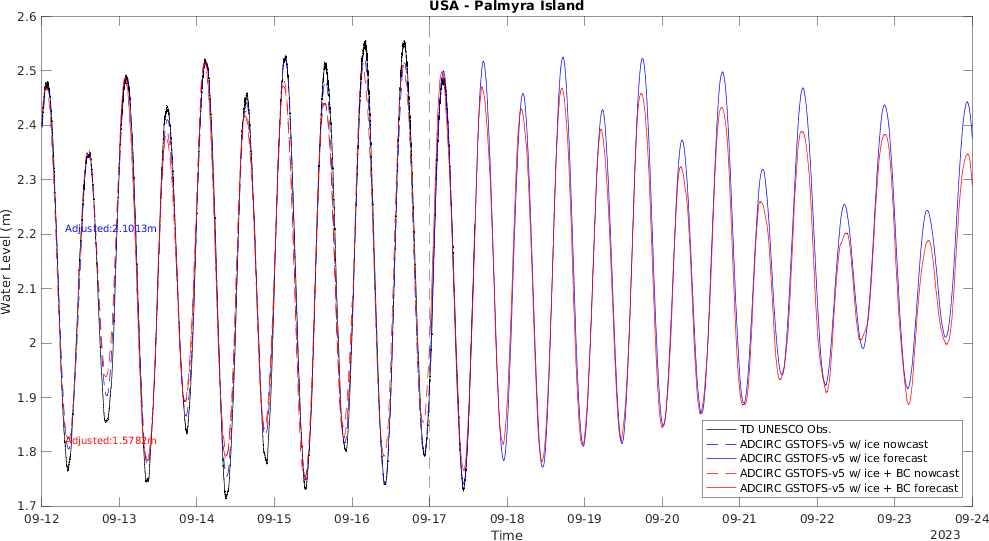 USA - Palmyra Island
2.6
2.5
2.4
2.3
2.2
2.1
2
1.9
1.8
1.7
Water Level (m)
Adjusted:2.1013m
Adjusted:1.5782m
TD UNESCO Obs.
ADCIRC GSTOFS-v5 w/ ice nowcast
ADCIRC GSTOFS-v5 w/ ice forecast
ADCIRC GSTOFS-v5 w/ ice + BC nowcast
ADCIRC GSTOFS-v5 w/ ice + BC forecast
09-12 09-13 09-14 09-15 09-16 09-17 09-18 09-19 09-20 09-21 09-22 09-23 09-24
Time 2023